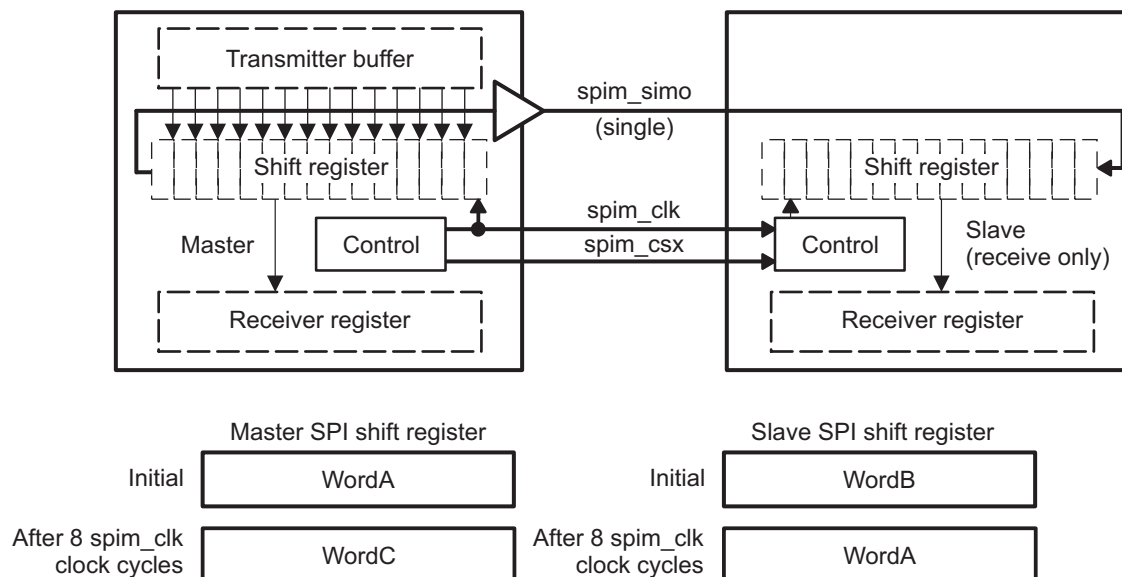 Transmitter buffer
spim_simo
(single)
Shift register
Shift register
spim_clk
Master
Control
spim_csx
Control
Slave
(receive only)
Receiver register
Receiver register
Master SPI shift register
Slave SPI shift register
Initial
WordA
Initial
WordB
After 8 spim_clk
clock cycles
WordC
After 8 spim_clk
clock cycles
WordA